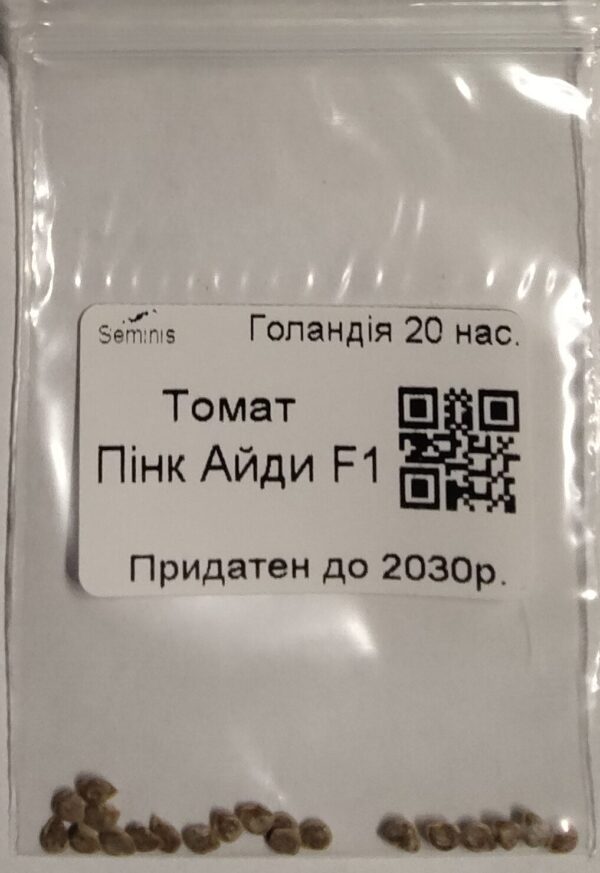 Seminis
Голандія 20 нас.
Томат
Пінк Айди F1
Придатен до 2030р.